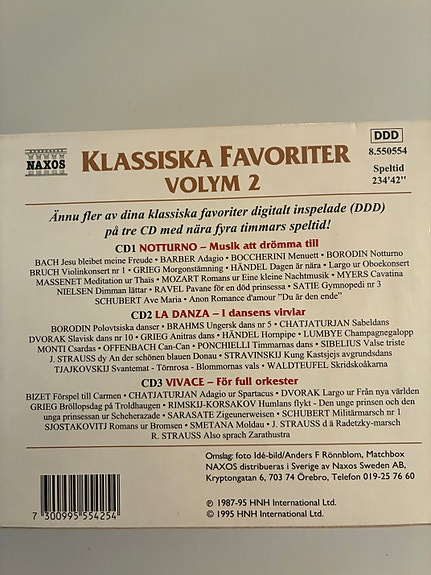 NAXOS
KLASSISKA FAVORITER
VOLYM 2
DDD
8.550554
Speltid
234'42"
Ännu fler av dina klassiska favoriter digitalt inspelade (DDD)
på tre CD med nära fyra timmars speltid!
CD1 NOTTURNO – Musik att drömma till
BACH Jesu bleibet meine Freude • BARBER Adagio • BOCCHERINI Menuett • BORODIN Notturno
BRUCH Violinkonsert nr 1 • GRIEG Morgonstämning • HÄNDEL Dagen är nära • Largo ur Oboekonsert
MASSENET Meditation ur Thaïs • MOZART Romans ur Eine kleine Nachtmusik • MYERS Cavatina
NIELSEN Dimman lättar • RAVEL Pavane för en död prinsessa • SATIE Gymnopedi nr 3
SCHUBERT Ave Maria • Anon Romance d'amour "Du är den ende"
CD2 LA DANZA – I dansens virvlar
BORODIN Polovtsiska danser • BRAHMS Ungersk dans nr 5 • CHATJATURJAN Sabeldans
DVORAK Slavisk dans nr 10 • GRIEG Anitras dans • HÄNDEL Hornpipe • LUMBYE Champagnegalopp
MONTI Csardas • OFFENBACH Can-Can • PONCHIELLI Timmarnas dans • SIBELIUS Valse triste
J. STRAUSS dy An der schönen blauen Donau • STRAVINSKIJ Kung Kastsjejs avgrundsdans
TJAJKOVSKIJ Svantemat - Törnrosa - Blommornas vals • WALDTEUFEL Skridskoåkarna
CD3 VIVACE – För full orkester
BIZET Förspel till Carmen • CHATJATURJAN Adagio ur Spartacus • DVORAK Largo ur Från nya världen
GRIEG Bröllopsdag på Troldhaugen • RIMSKIJ-KORSAKOV Humlans flykt - Den unge prinsen och den
unga prinsessan ur Scheherazade • SARASATE Zigeunerweisen • SCHUBERT Militärmarsch nr 1
SJOSTAKOVITJ Romans ur Bromsen • SMETANA Moldau • J. STRAUSS d ä Radetzky-marsch
R. STRAUSS Also sprach Zarathustra
Omslag: foto Idé-bild/Anders F Rönnblom, Matchbox
NAXOS distribueras i Sverige av Naxos Sweden AB,
Kryptongatan 6, 703 74 Örebro, Telefon 019-25 76 60
℗ 1987-95 HNH International Ltd.
© 1995 HNH International Ltd.
7 300995 554254